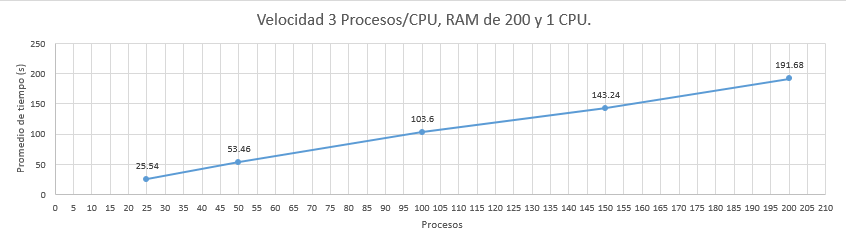 Velocidad 3 Procesos/CPU, RAM de 200 y 1 CPU.
Promedio de tiempo (s)
250
200
150
100
50
0
25.54
53.46
103.6
143.24
191.68
0 5 10 15 20 25 30 35 40 45 50 55 60 65 70 75 80 85 90 95 100 105 110 115 120 125 130 135 140 145 150 155 160 165 170 175 180 185 190 195 200 205 210
Procesos